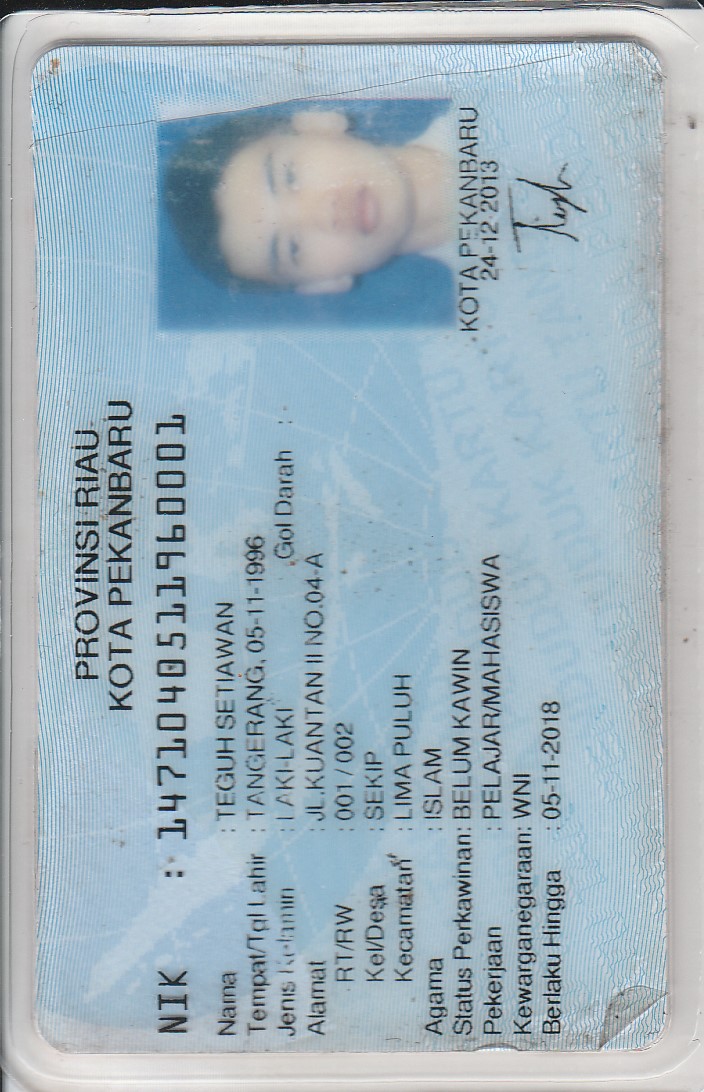 PROVINSI RIAU
KOTA PEKANBARU
NIK : 1471040511960001
Nama : TEGUH SETIAWAN
Tempat/Tgl Lahir : TANGERANG, 05-11-1996
Jenis Kelamin : LAKI-LAKI Gol Darah : -
Alamat : JL.KUANTAN II NO.04-A
RT/RW : 001 / 002
Kel/Desa : SEKIP
Kecamatan : LIMA PULUH
Agama : ISLAM
Status Perkawinan: BELUM KAWIN
Pekerjaan : PELAJAR/MAHASISWA
Kewarganegaraan: WNI
Berlaku Hingga : 05-11-2018
KOTA PEKANBARU
24-12-2013